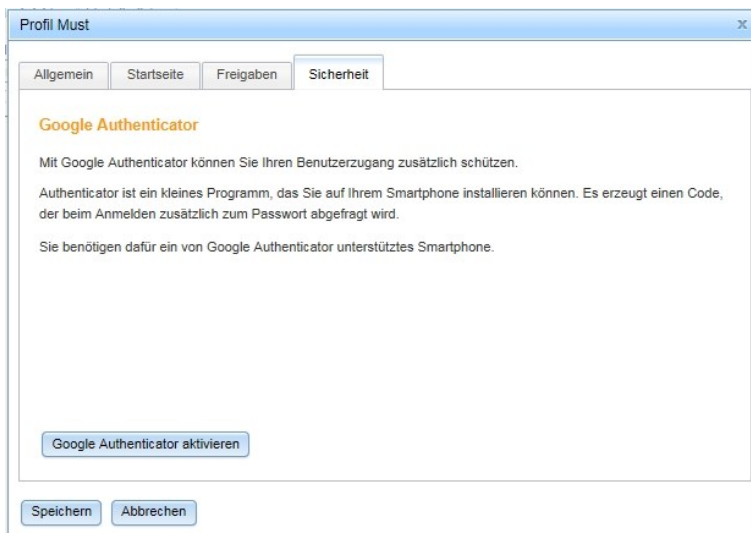 Profil Must
x
Allgemein
Startseite
Freigaben
Sicherheit
Google Authenticator
Mit Google Authenticator können Sie Ihren Benutzerzugang zusätzlich schützen.
Authenticator ist ein kleines Programm, das Sie auf Ihrem Smartphone installieren können. Es erzeugt einen Code,
der beim Anmelden zusätzlich zum Passwort abgefragt wird.
Sie benötigen dafür ein von Google Authenticator unterstütztes Smartphone.
Google Authenticator aktivieren
Speichern
Abbrechen